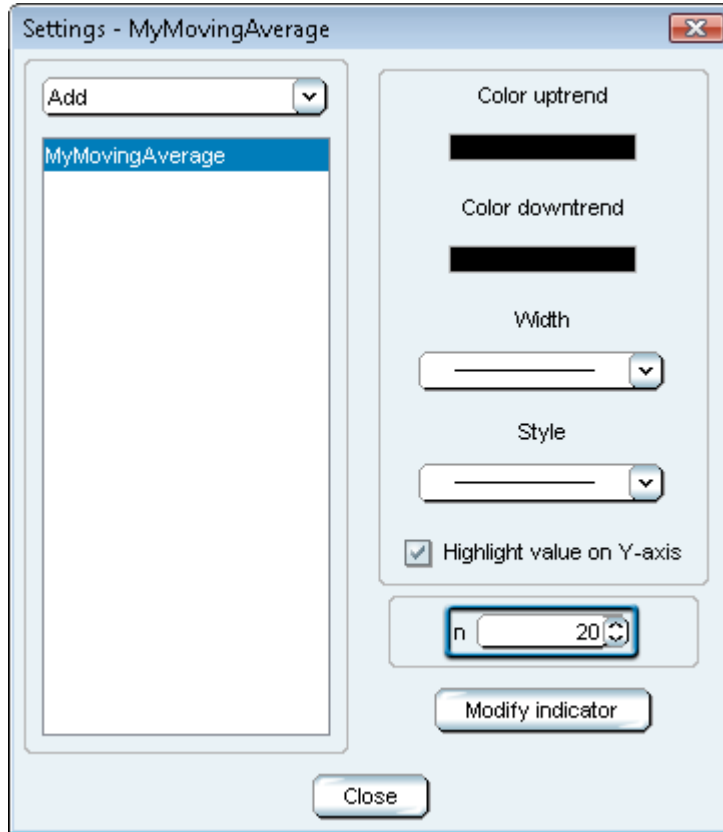 Settings - MyMovingAverage
Add
MyMovingAverage
Color uptrend
Color downtrend
Width
Style
Highlight value on Y-axis
n 20
Modify indicator
Close